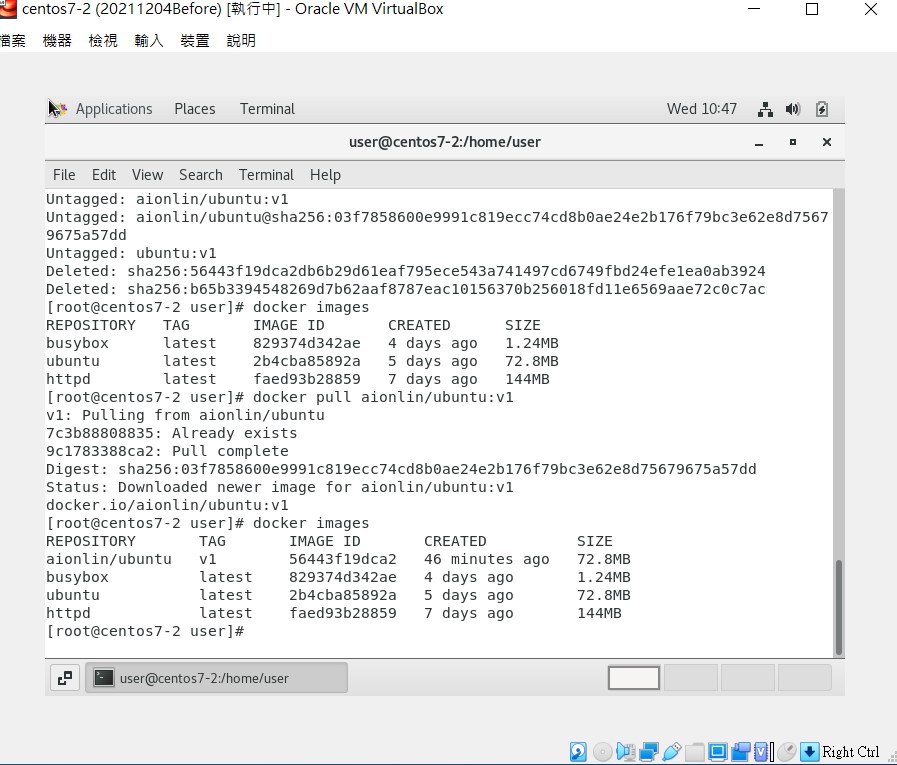 centos7-2 (20211204Before) [執行中] - Oracle VM VirtualBox
檔案 機器 檢視 輸入 裝置 說明
Applications Places Terminal Wed 10:47
user@centos7-2:/home/user
File Edit View Search Terminal Help
Untagged: aionlin/ubuntu:v1
Untagged: aionlin/ubuntu@sha256:03f7858600e9991c819ecc74cd8b0ae24e2b176f79bc3e62e8d7567
9675a57dd
Untagged: ubuntu:v1
Deleted: sha256:56443f19dca2db6b29d61eaf795ece543a741497cd6749fbd24efe1ea0ab3924
Deleted: sha256:b65b3394548269d7b62aaf8787eac10156370b256018fd11e6569aae72c0c7ac
[root@centos7-2 user]# docker images
REPOSITORY TAG IMAGE ID CREATED SIZE
busybox latest 829374d342ae 4 days ago 1.24MB
ubuntu latest 2b4cba85892a 5 days ago 72.8MB
httpd latest faed93b28859 7 days ago 144MB
[root@centos7-2 user]# docker pull aionlin/ubuntu:v1
v1: Pulling from aionlin/ubuntu
7c3b88808835: Already exists
9c1783388ca2: Pull complete
Digest: sha256:03f7858600e9991c819ecc74cd8b0ae24e2b176f79bc3e62e8d75679675a57dd
Status: Downloaded newer image for aionlin/ubuntu:v1
docker.io/aionlin/ubuntu:v1
[root@centos7-2 user]# docker images
REPOSITORY TAG IMAGE ID CREATED SIZE
aionlin/ubuntu v1 56443f19dca2 46 minutes ago 72.8MB
busybox latest 829374d342ae 4 days ago 1.24MB
ubuntu latest 2b4cba85892a 5 days ago 72.8MB
httpd latest faed93b28859 7 days ago 144MB
[root@centos7-2 user]#
user@centos7-2:/home/user
Right Ctrl